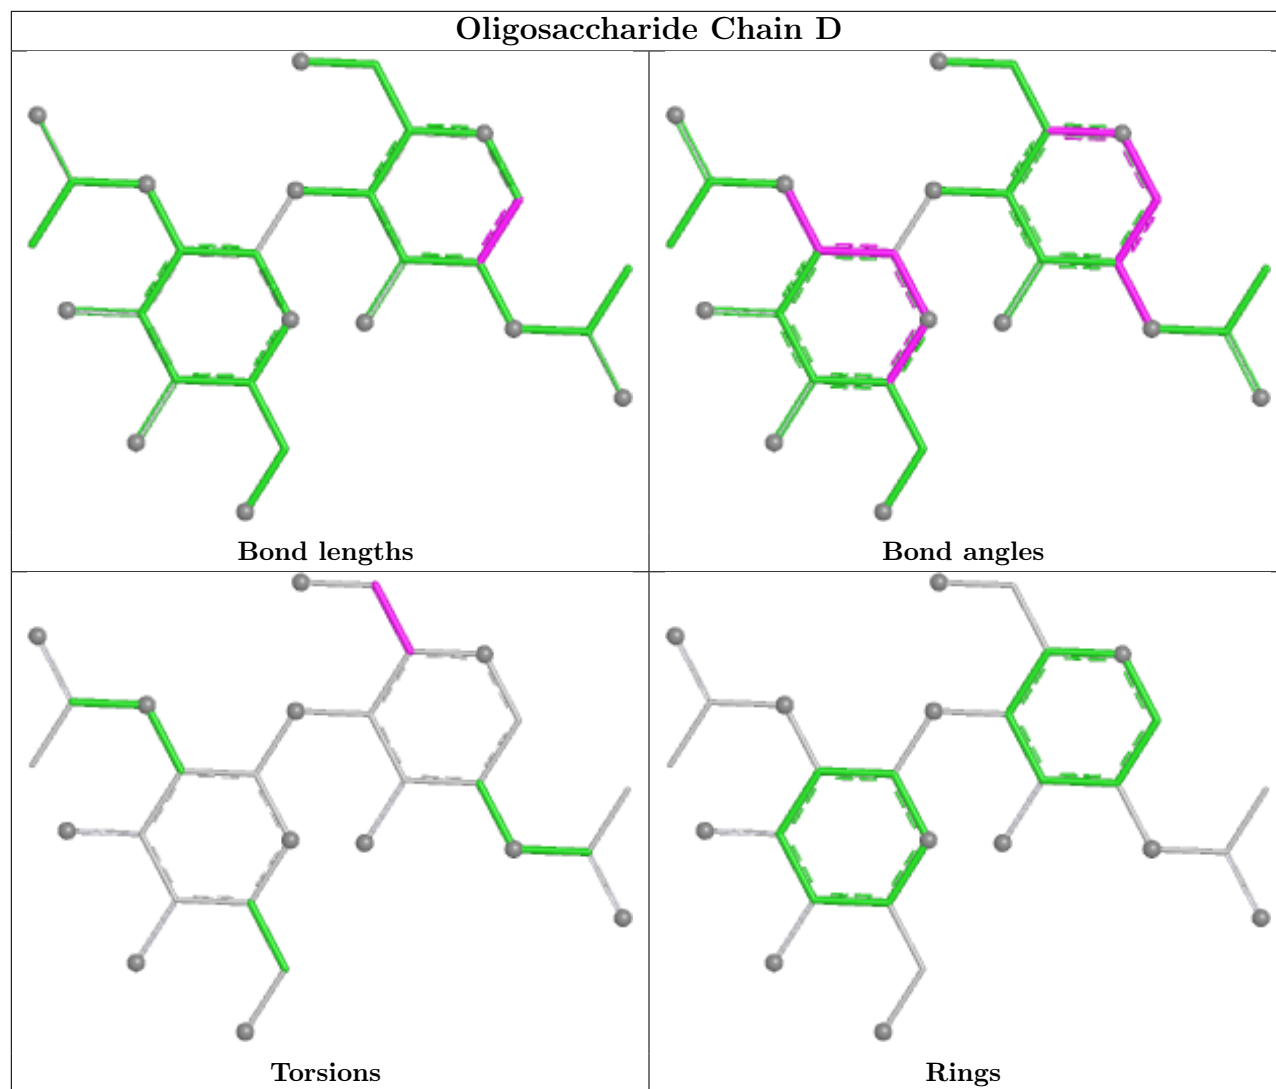 Oligosaccharide Chain D
Bond lengths
Bond angles
Torsions
Rings